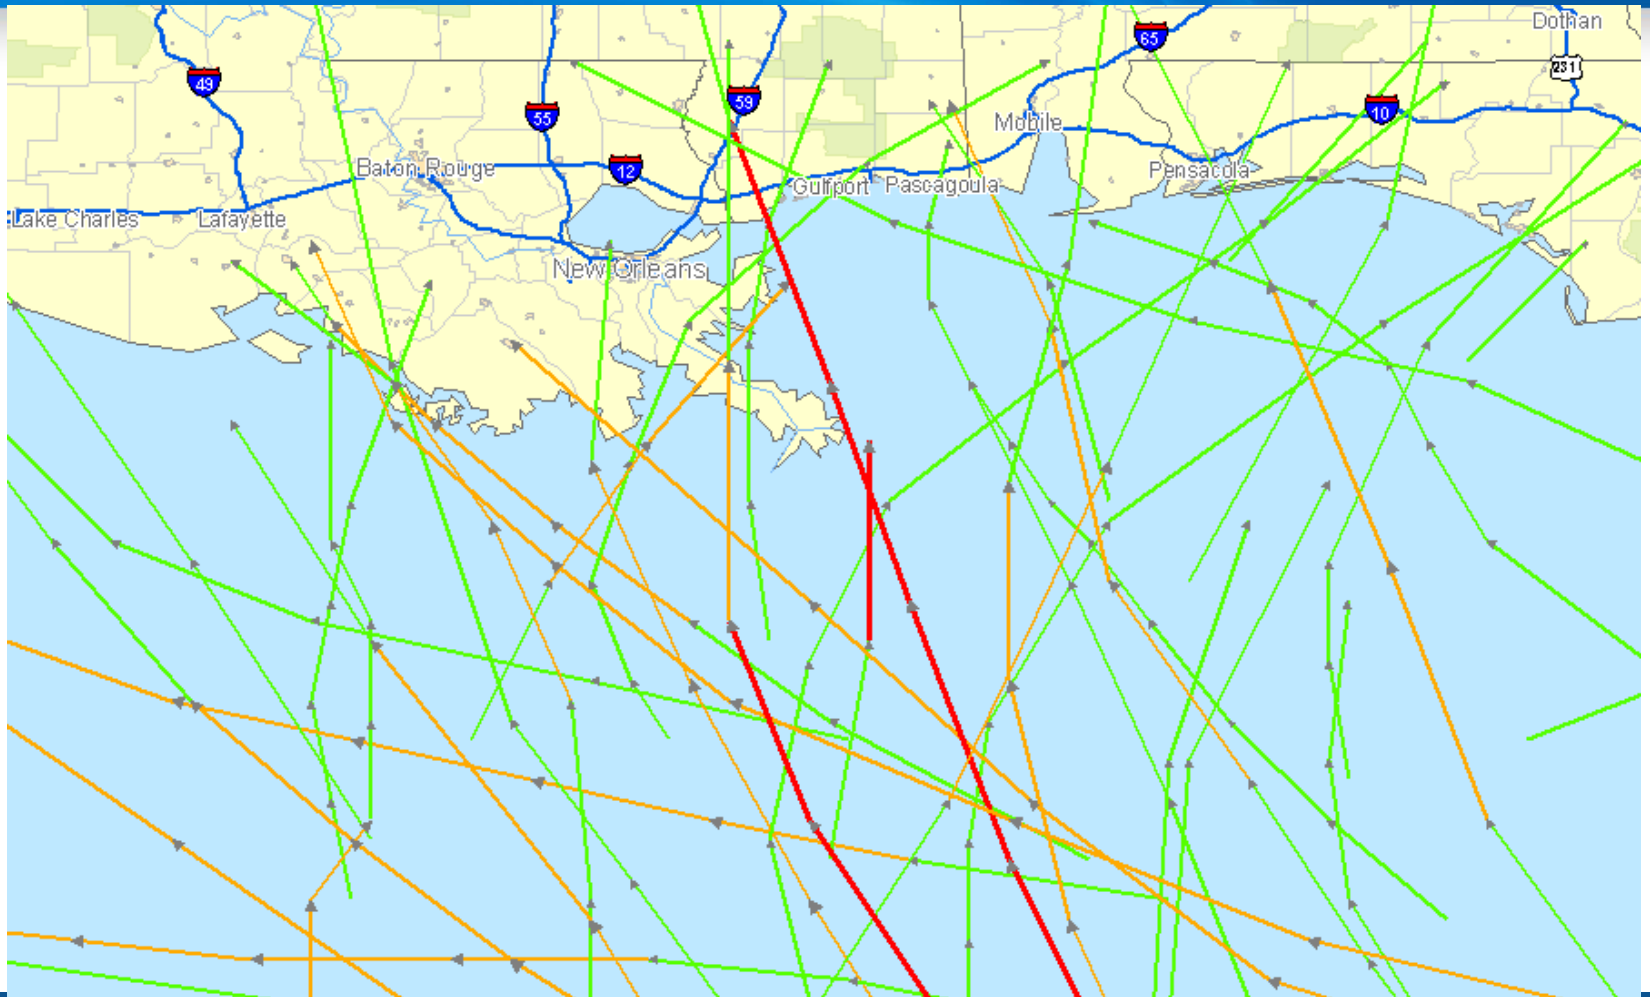 Dothan
65
49
231
59
10
55
Mobile
12
Baton Rouge
Pensacola
Gulfport
Pascagoula
Lake Charles
Lafayette
New Orleans